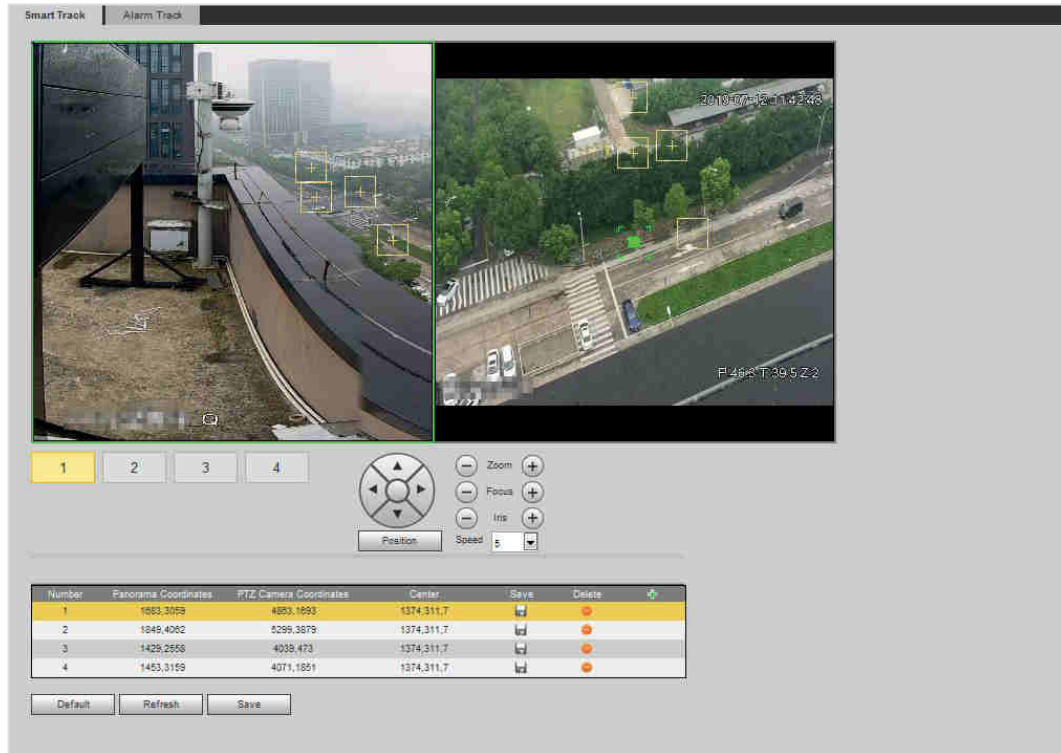 Smart Track Alarm Track
2019-07-12 11:42:43
P:46.8 T:39.5 Z:2
1 2 3 4
Zoom
Focus
Iris
Position Speed 5
Number Panorama Coordinates PTZ Camera Coordinates Center Save Delete
1 1683,3059 4863,1693 1374,311,7
2 1849,4062 5299,3879 1374,311,7
3 1429,2558 4039,473 1374,311,7
4 1453,3159 4071,1851 1374,311,7
Default Refresh Save